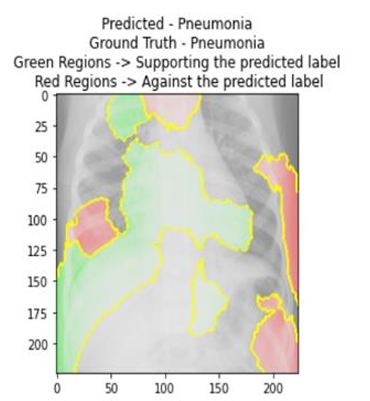 Predicted - Pneumonia
Ground Truth - Pneumonia
Green Regions -> Supporting the predicted label
Red Regions -> Against the predicted label
0
25
50
75
100
125
150
175
200
0 50 100 150 200